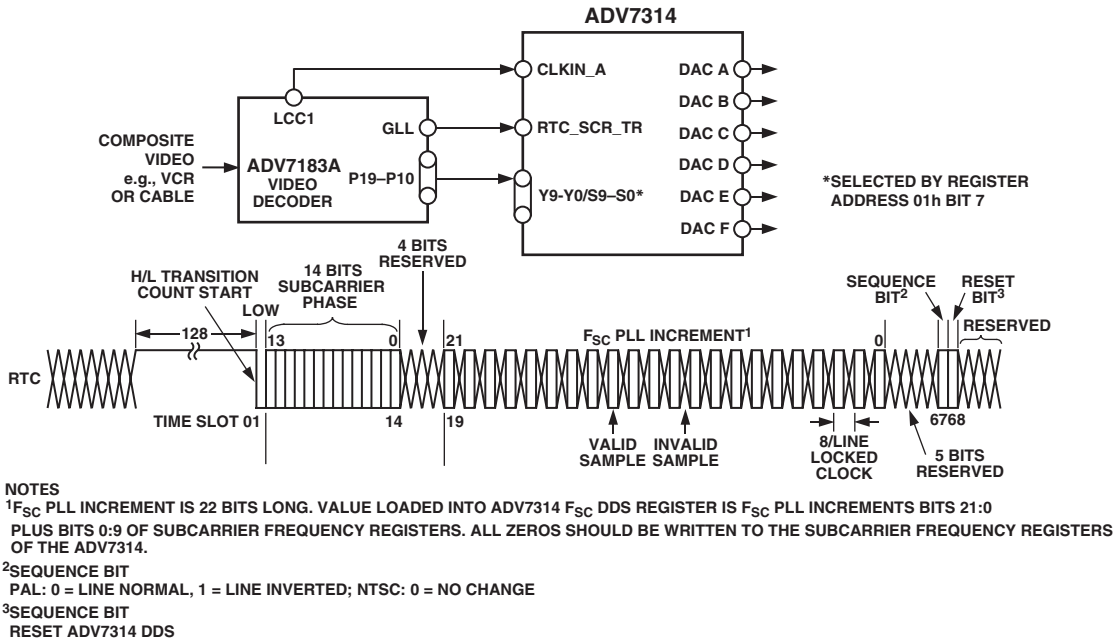 ADV7314
CLKIN_A
DAC A
LCC1
DAC B
GLL
RTC_SCR_TR
DAC C
COMPOSITE
VIDEO
e.g., VCR
OR CABLE
ADV7183A
VIDEO
DECODER
P19–P10
DAC D
Y9-Y0/S9–S0*
DAC E
DAC F
*SELECTED BY REGISTER
ADDRESS 01h BIT 7
H/L TRANSITION
COUNT START
14 BITS
SUBCARRIER
PHASE
4 BITS
RESERVED
SEQUENCE
BIT2
RESET
BIT3
LOW
128
13
0
21
FSC PLL INCREMENT1
0
RESERVED
RTC
TIME SLOT 01
14
19
VALID
SAMPLE
INVALID
SAMPLE
8/LINE
LOCKED
CLOCK
6768
5 BITS
RESERVED
NOTES
1FSC PLL INCREMENT IS 22 BITS LONG. VALUE LOADED INTO ADV7314 FSC DDS REGISTER IS FSC PLL INCREMENTS BITS 21:0
PLUS BITS 0:9 OF SUBCARRIER FREQUENCY REGISTERS. ALL ZEROS SHOULD BE WRITTEN TO THE SUBCARRIER FREQUENCY REGISTERS
OF THE ADV7314.
2SEQUENCE BIT
PAL: 0 = LINE NORMAL, 1 = LINE INVERTED; NTSC: 0 = NO CHANGE
3SEQUENCE BIT
RESET ADV7314 DDS